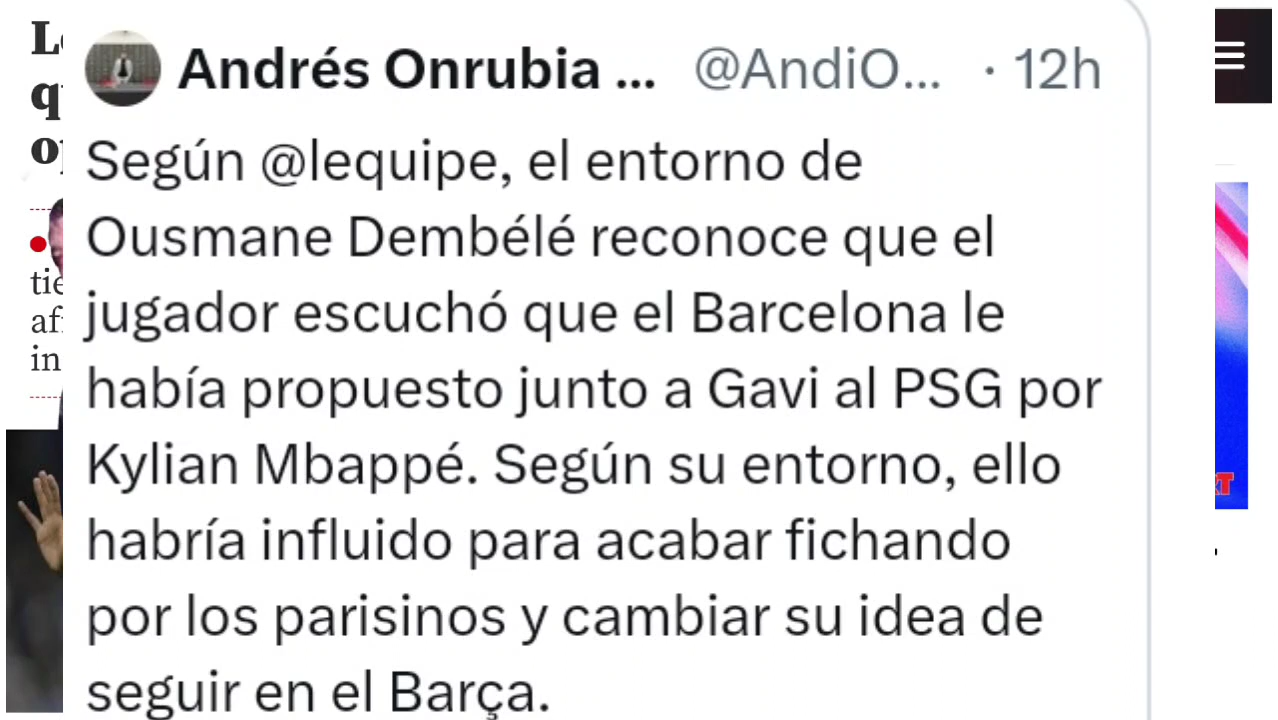 Andrés Onrubia ... @AndiO... · 12h
Según @lequipe, el entorno de
Ousmane Dembélé reconoce que el
jugador escuchó que el Barcelona le
había propuesto junto a Gavi al PSG por
Kylian Mbappé. Según su entorno, ello
habría influido para acabar fichando
por los parisinos y cambiar su idea de
seguir en el Barça.